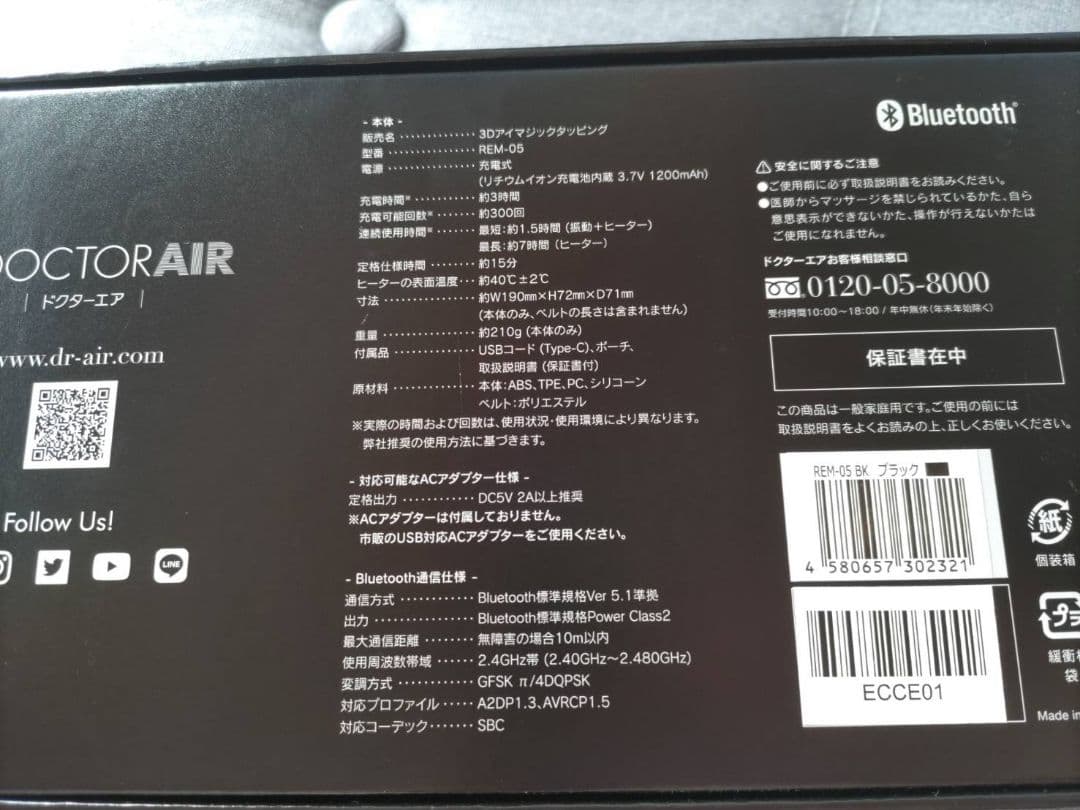 DOCTORAIR
ドクターエア
www.dr-air.com
Follow Us!
LINE
- 本体 -
販売名 ‥‥‥‥‥‥ 3Dアイマジックタッピング
型番 ‥‥‥‥‥‥ REM-05
電源 ‥‥‥‥‥‥ 充電式
(リチウムイオン充電池内蔵 3.7V 1200mAh)
充電時間※ ‥‥‥‥ 約3時間
充電可能回数※ ‥‥‥ 約300回
連続使用時間※ ‥‥‥ 最短:約1.5時間 (振動+ヒーター)
最長:約7時間 (ヒーター)
定格仕様時間 ‥‥‥ 約15分
ヒーターの表面温度‥‥ 約40℃±2℃
寸法 ‥‥‥‥‥‥ 約W190㎜×H72㎜×D71㎜
(本体のみ、ベルトの長さは含まれません)
重量 ‥‥‥‥‥‥ 約210g (本体のみ)
付属品 ‥‥‥‥‥‥ USBコード (Type-C)、ポーチ、
取扱説明書 (保証書付)
原材料 ‥‥‥‥‥‥ 本体:ABS、TPE、PC、シリコーン
ベルト:ポリエステル
※実際の時間および回数は、使用状況・使用環境により異なります。
弊社推奨の使用方法に基づきます。
- 対応可能なACアダプター仕様 -
定格出力 ‥‥‥‥‥‥ DC5V 2A以上推奨
※ACアダプターは付属しておりません。
市販のUSB対応ACアダプターをご使用ください。
- Bluetooth通信仕様 -
通信方式 ‥‥‥‥‥‥ Bluetooth標準規格Ver 5.1準拠
出力 ‥‥‥‥‥‥ Bluetooth標準規格Power Class2
最大通信距離 ‥‥‥‥ 無障害の場合10m以内
使用周波数帯域 ‥‥‥ 2.4GHz帯 (2.40GHz～2.480GHz)
変調方式 ‥‥‥‥‥‥ GFSK π/4DQPSK
対応プロファイル ‥‥‥ A2DP1.3、AVRCP1.5
対応コーデック ‥‥‥ SBC
Bluetooth®
⚠ 安全に関するご注意
●ご使用前に必ず取扱説明書をお読みください。
●医師からマッサージを禁じられているかた、自ら
意思表示ができないかた、操作が行えないかたは
ご使用になれません。
ドクターエアお客様相談窓口
0120-05-8000
受付時間10:00～18:00 / 年中無休(年末年始除く)
保証書在中
この商品は一般家庭用です。ご使用の前には
取扱説明書をよくお読みの上、正しくお使いください。
REM-05 BK ブラック
4 580657 302321
ECCE01
紙
個装箱
プラ
緩衝
袋
Made in